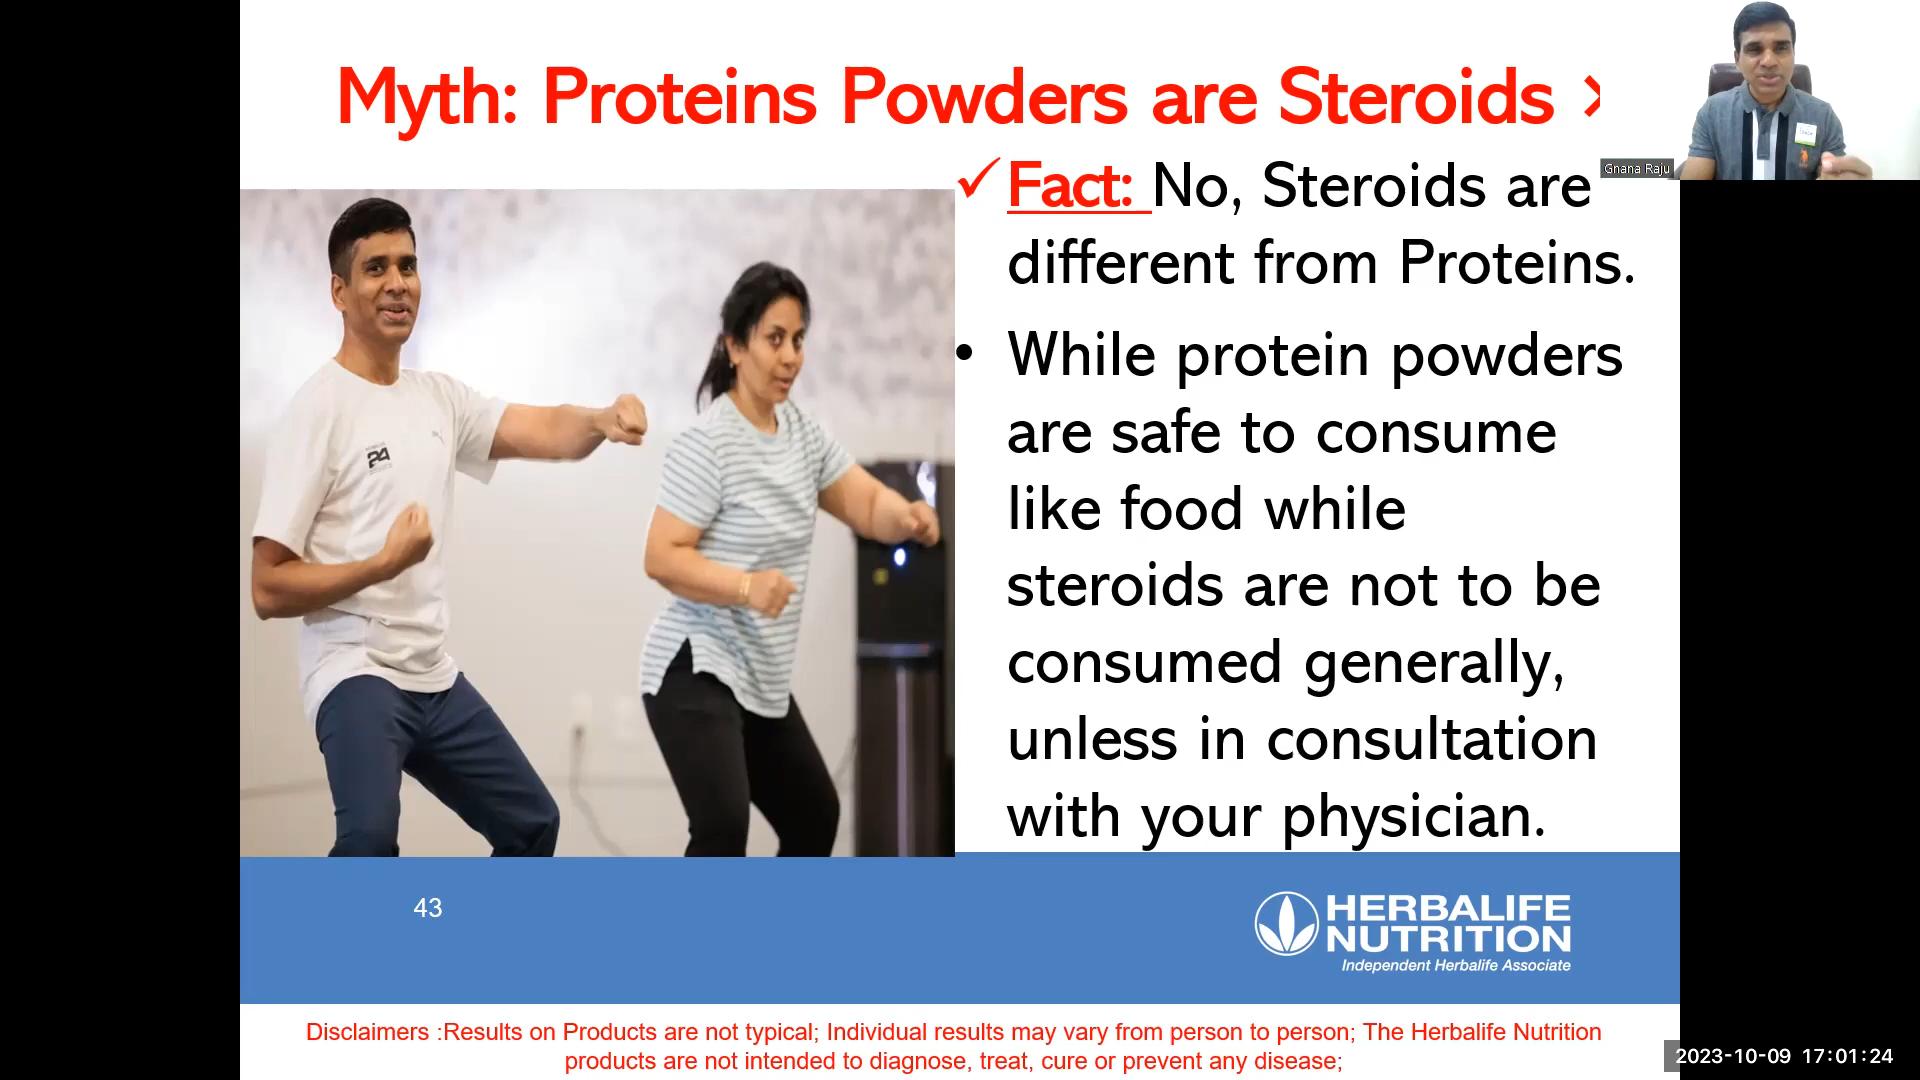 Myth: Proteins Powders are Steroids
Gnana Raju
✓ Fact: No, Steroids are
different from Proteins.
• While protein powders
are safe to consume
like food while
steroids are not to be
consumed generally,
unless in consultation
with your physician.
24
43
HERBALIFE
NUTRITION
Independent Herbalife Associate
Disclaimers :Results on Products are not typical; Individual results may vary from person to person; The Herbalife Nutrition
products are not intended to diagnose, treat, cure or prevent any disease;
2023-10-09 17:01:24